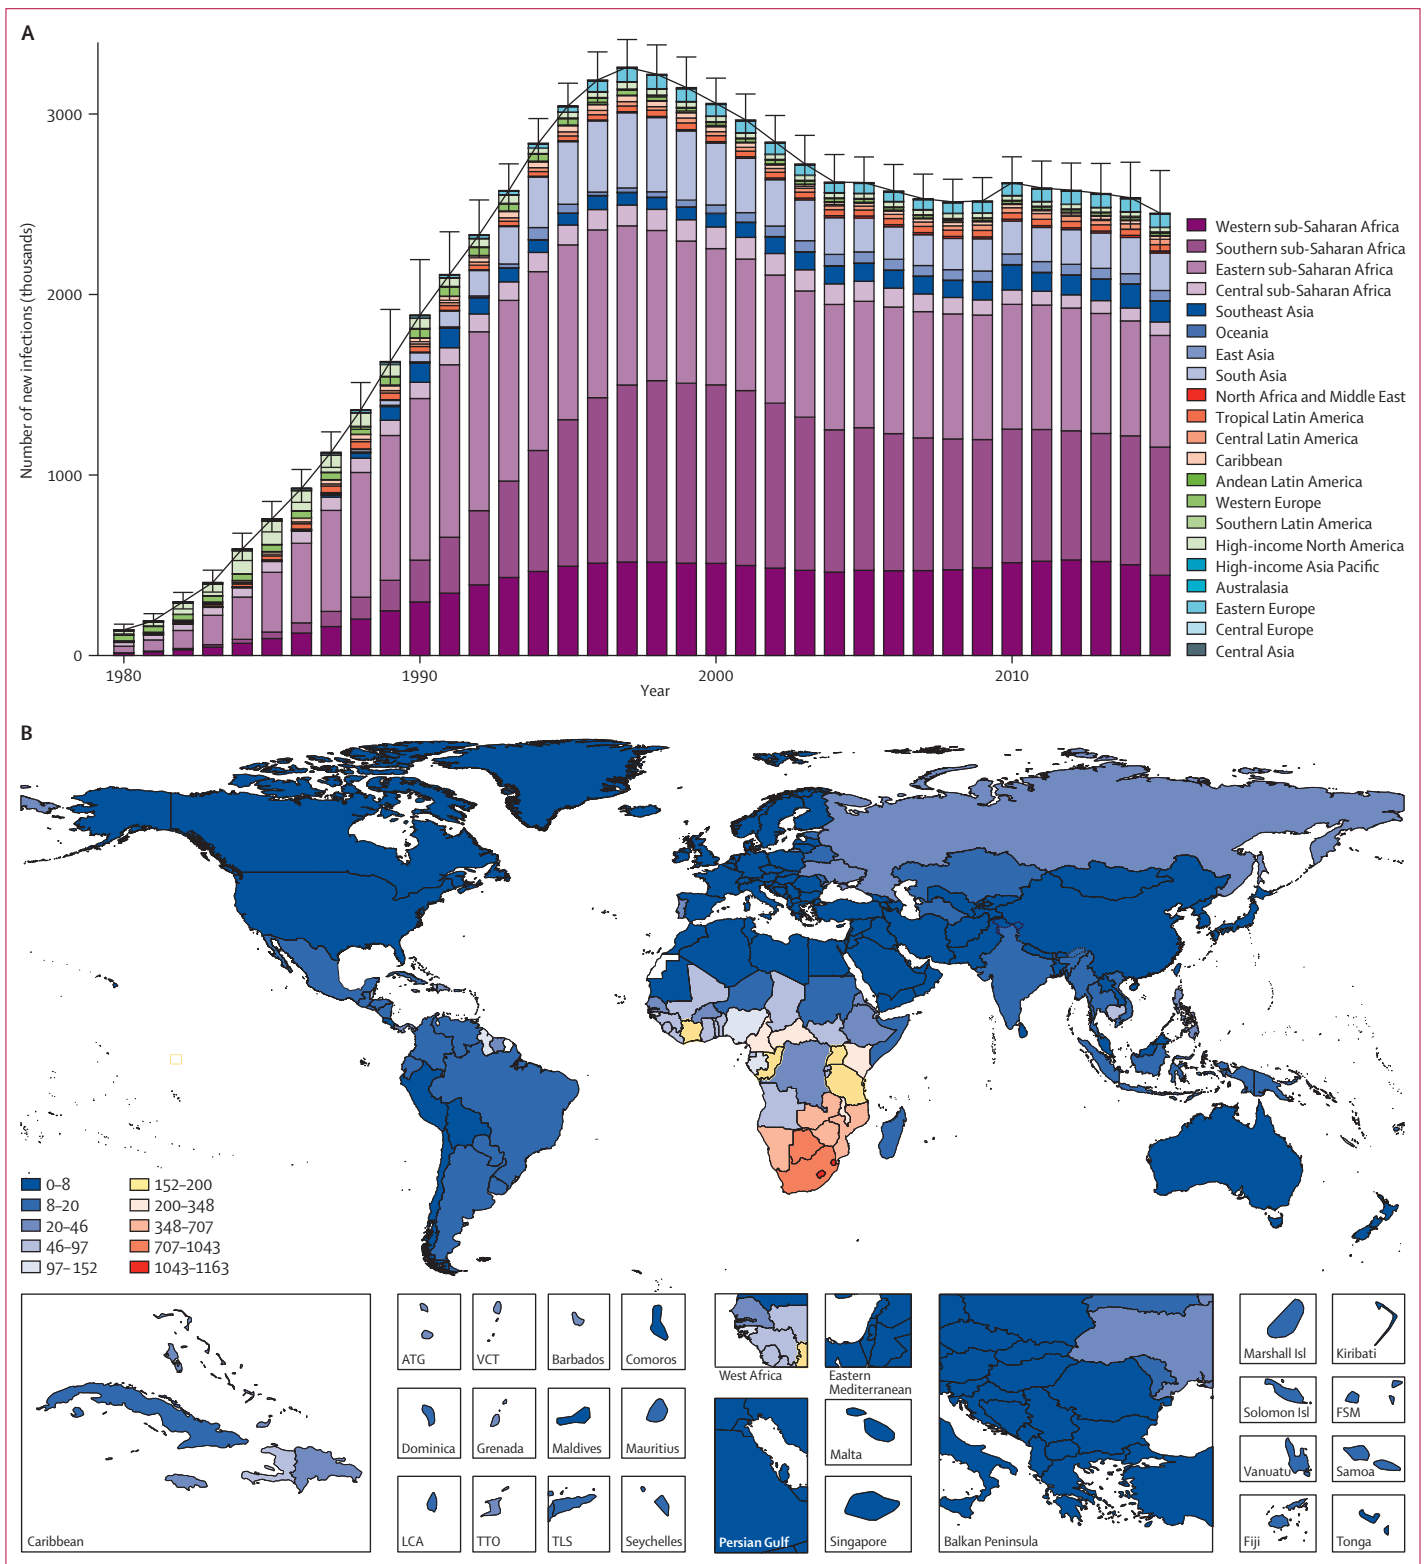 A
Number of new infections (thousands)
3000
2000
1000
0
1980
1990
2000
2010
Year
Western sub-Saharan Africa
Southern sub-Saharan Africa
Eastern sub-Saharan Africa
Central sub-Saharan Africa
Southeast Asia
Oceania
East Asia
South Asia
North Africa and Middle East
Tropical Latin America
Central Latin America
Caribbean
Andean Latin America
Western Europe
Southern Latin America
High-income North America
High-income Asia Pacific
Australasia
Eastern Europe
Central Europe
Central Asia
B
0–8
8–20
20–46
46–97
97–152
152–200
200–348
348–707
707–1043
1043–1163
Caribbean
ATG
VCT
Barbados
Comoros
Dominica
Grenada
Maldives
Mauritius
LCA
TTO
TLS
Seychelles
West Africa
Eastern
Mediterranean
Persian Gulf
Malta
Singapore
Balkan Peninsula
Marshall Isl
Kiribati
Solomon Isl
FSM
Vanuatu
Samoa
Fiji
Tonga